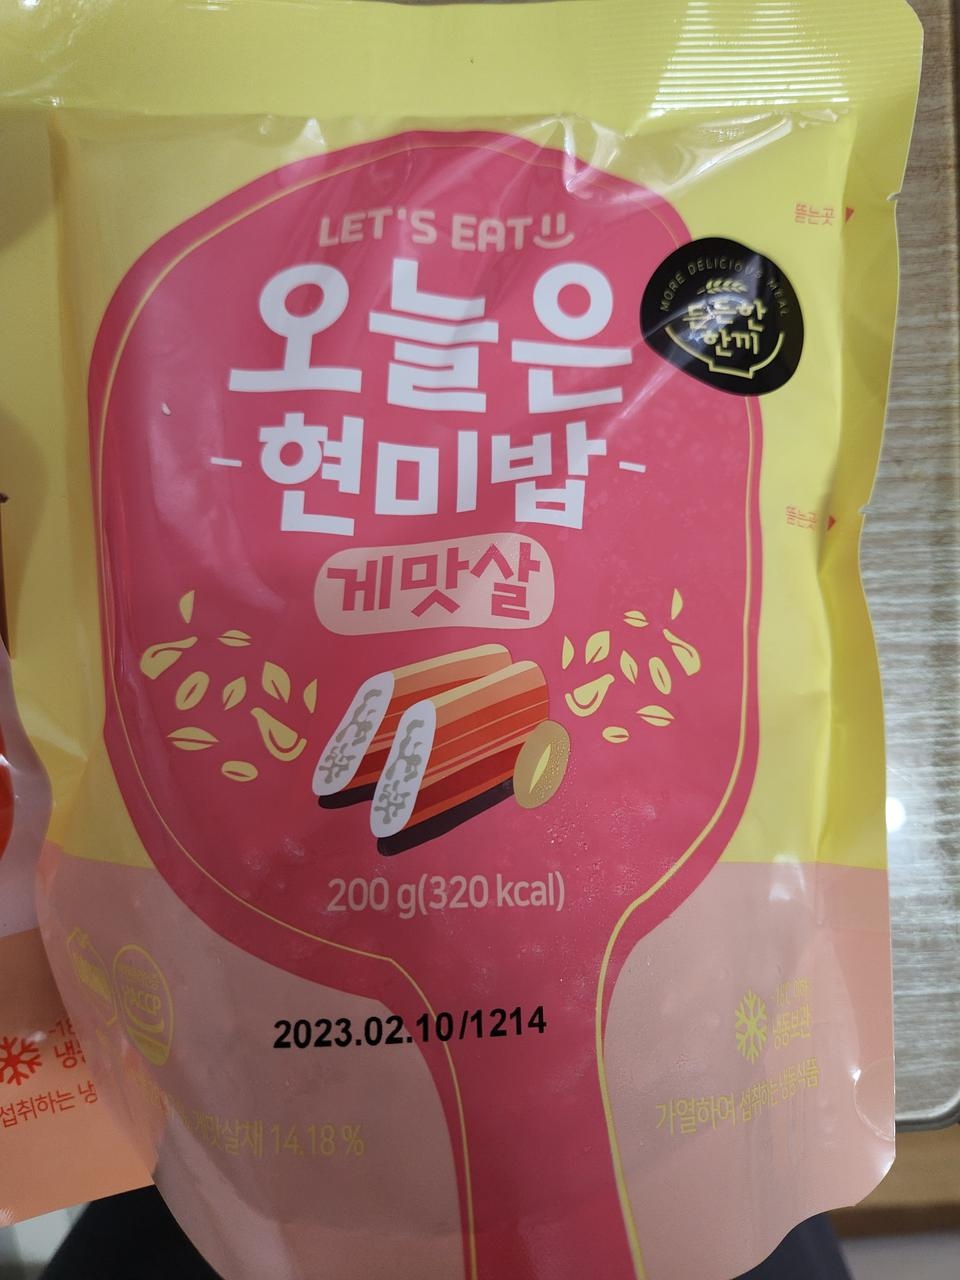 LET'S EAT
오늘은
현미밥
게맛살
MORE DELICIOUS MEAL
든든한
한끼
뜯는곳
뜯는곳
200 g(320 kcal)
2023.02.10/1214
HACCP
냉동보관
게맛살채 14.18 %
가열하여 섭취하는 냉동식품
-18
섭취하는 냉